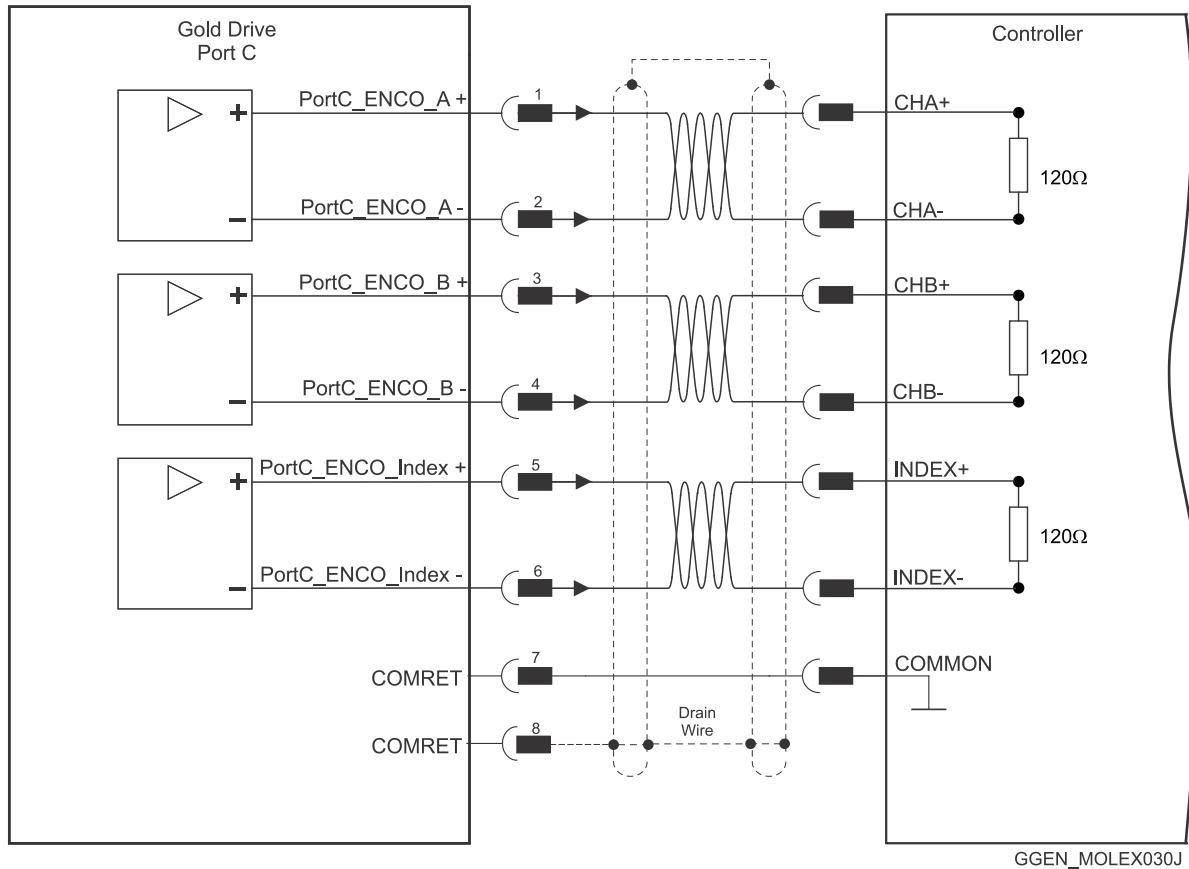 Gold Drive
Port C
Controller
PortC_ENCO_A +
1
CHA+
120Ω
PortC_ENCO_A -
2
CHA-
PortC_ENCO_B +
3
CHB+
120Ω
PortC_ENCO_B -
4
CHB-
PortC_ENCO_Index +
5
INDEX+
120Ω
PortC_ENCO_Index -
6
INDEX-
COMRET
7
COMMON
COMRET
8
Drain
Wire
GGEN_MOLEX030J